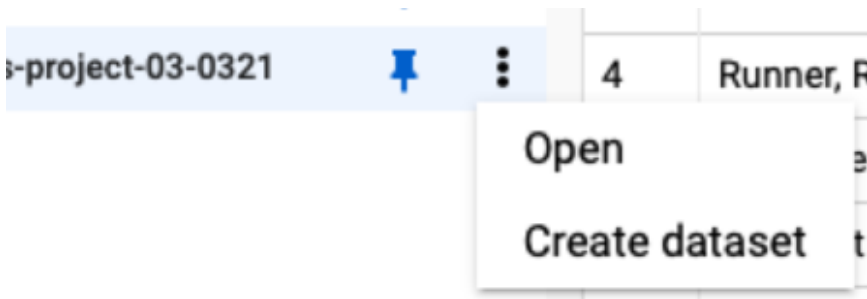 s-project-03-0321
4 Runner, R
Open
Create dataset